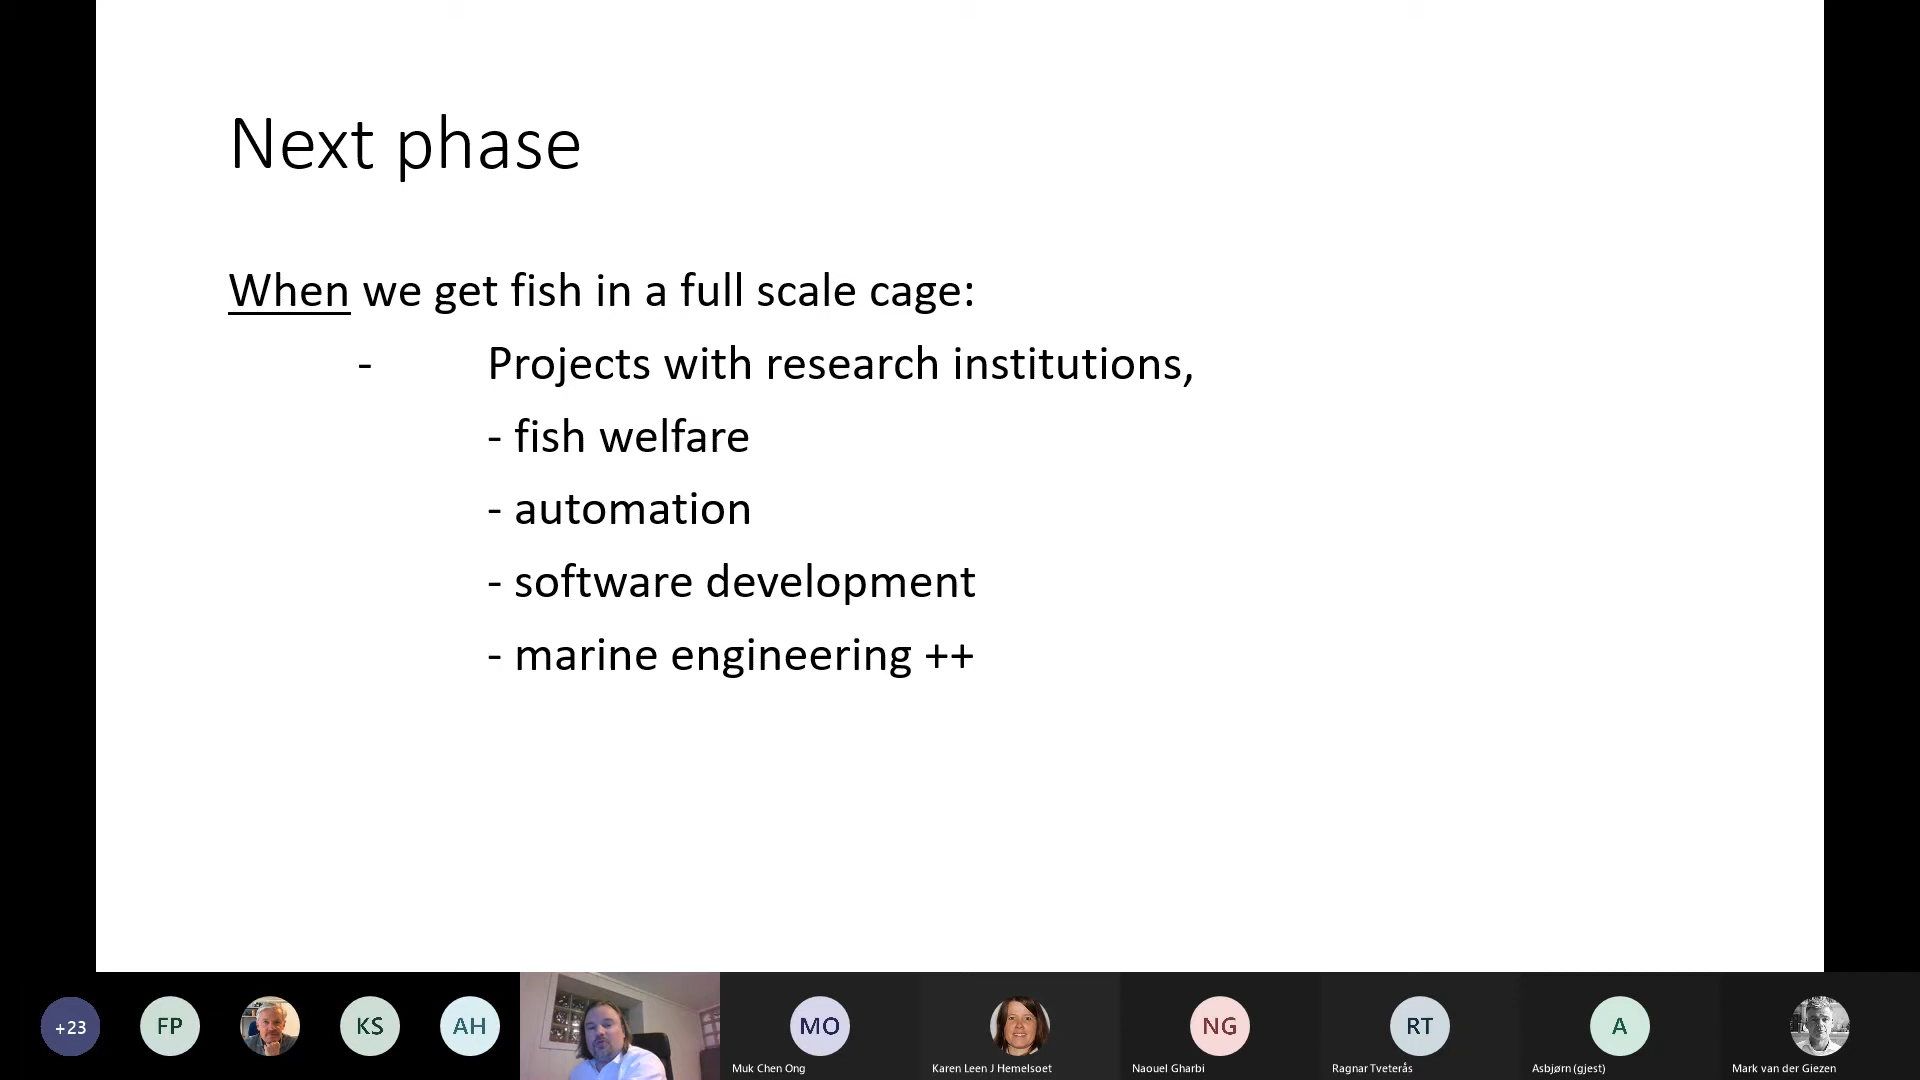 Next phase
When we get fish in a full scale cage:
- Projects with research institutions,
- fish welfare
- automation
- software development
- marine engineering ++
+23
FP
KS
AH
MO
NG
RT
A
Muk Chen Ong
Karen Leen J Hemelsoet
Naouel Gharbi
Ragnar Tveterås
Asbjørn (gjest)
Mark van der Giezen